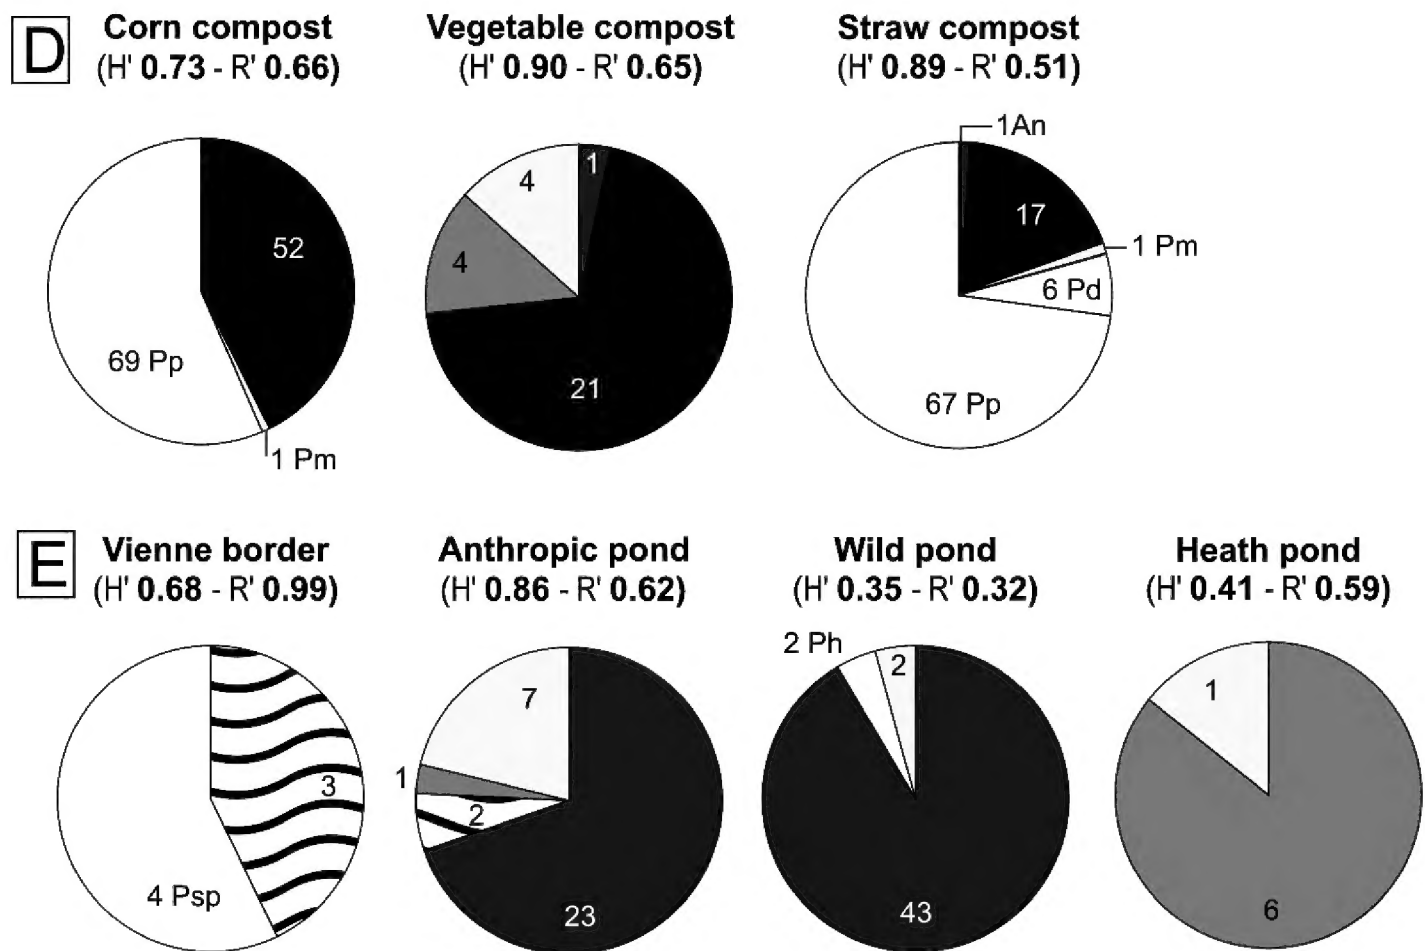 D
Corn compost
(H' 0.73 - R' 0.66)
Vegetable compost
(H' 0.90 - R' 0.65)
Straw compost
(H' 0.89 - R' 0.51)
52
69 Pp
1 Pm
1
4
4
21
1An
17
1 Pm
6 Pd
67 Pp
E
Vienne border
(H' 0.68 - R' 0.99)
Anthropic pond
(H' 0.86 - R' 0.62)
Wild pond
(H' 0.35 - R' 0.32)
Heath pond
(H' 0.41 - R' 0.59)
3
4 Psp
7
1
2
23
2 Ph
2
43
1
6